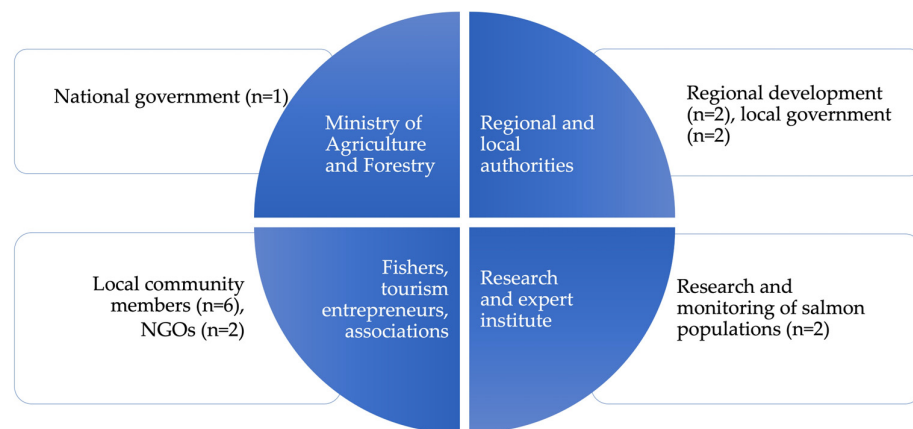 National government (n=1)
Ministry of
Agriculture
and Forestry
Regional and
local
authorities
Regional development
(n=2), local government
(n=2)
Local community
members (n=6),
NGOs (n=2)
Fishers,
tourism
entrepreneurs,
associations
Research
and expert
institute
Research and
monitoring of salmon
populations (n=2)